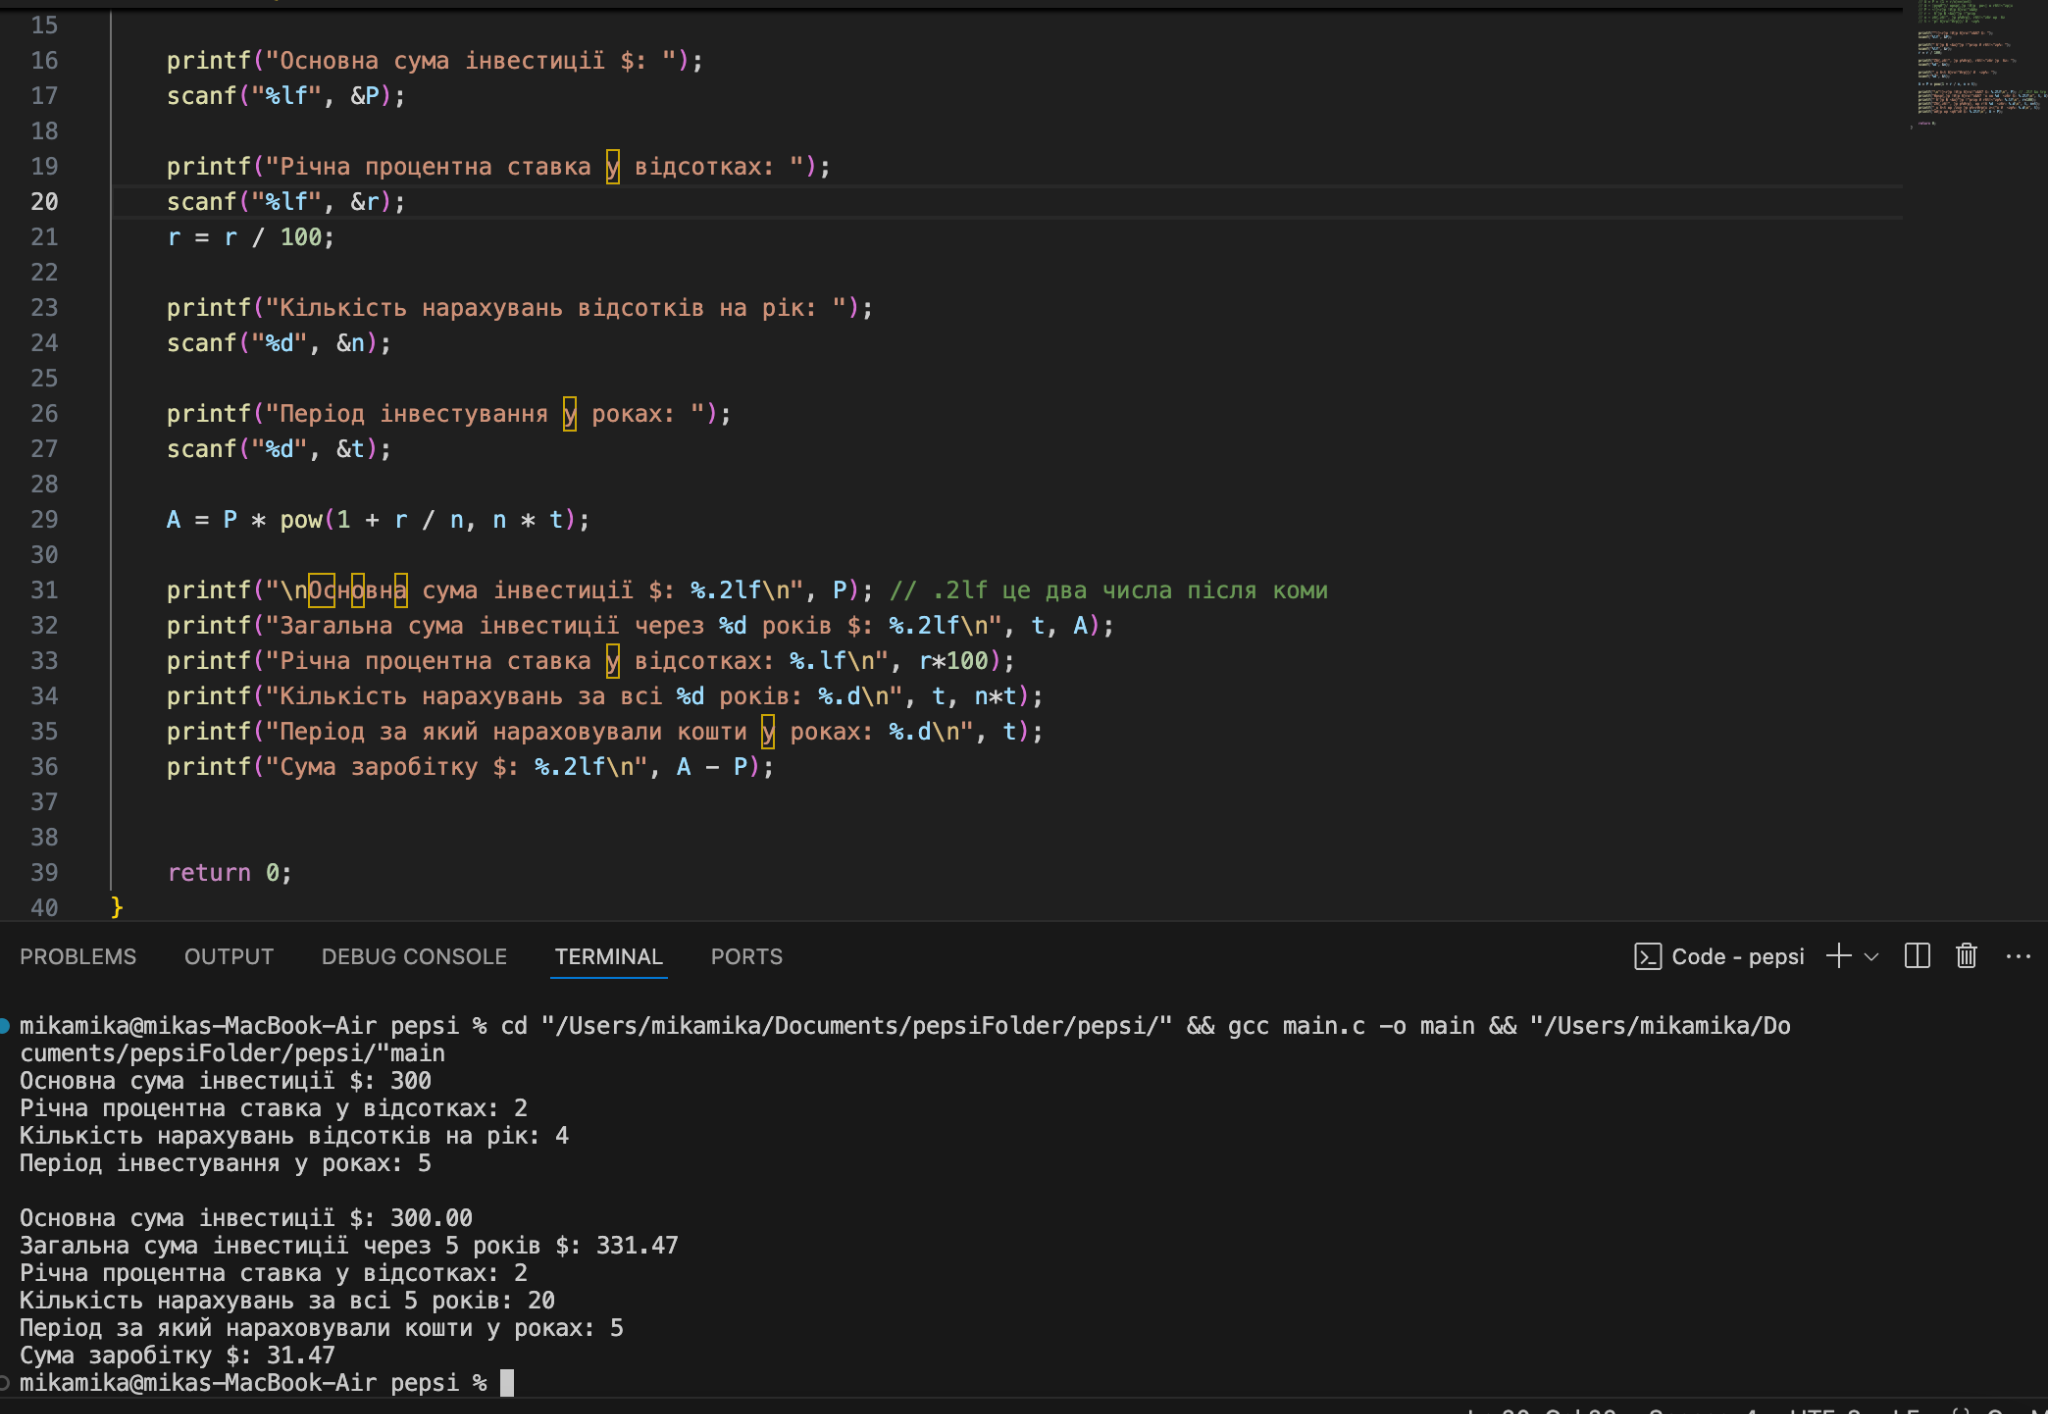 15
16 printf("Основна сума інвестиції $: ");
17 scanf("%lf", &P);
18
19 printf("Річна процентна ставка у відсотках: ");
20 scanf("%lf", &r);
21 r = r / 100;
22
23 printf("Кількість нарахувань відсотків на рік: ");
24 scanf("%d", &n);
25
26 printf("Період інвестування у роках: ");
27 scanf("%d", &t);
28
29 A = P * pow(1 + r / n, n * t);
30
31 printf("\nОсновна сума інвестиції $: %.2lf\n", P); // .2lf це два числа після коми
32 printf("Загальна сума інвестиції через %d років $: %.2lf\n", t, A);
33 printf("Річна процентна ставка у відсотках: %.lf\n", r*100);
34 printf("Кількість нарахувань за всі %d років: %.d\n", t, n*t);
35 printf("Період за який нараховували кошти у роках: %.d\n", t);
36 printf("Сума заробітку $: %.2lf\n", A - P);
37
38
39 return 0;
40 }
PROBLEMS OUTPUT DEBUG CONSOLE TERMINAL PORTS Code - pepsi
mikamika@mikas-MacBook-Air pepsi % cd "/Users/mikamika/Documents/pepsiFolder/pepsi/" && gcc main.c -o main && "/Users/mikamika/Do
cuments/pepsiFolder/pepsi/"main
Основна сума інвестиції $: 300
Річна процентна ставка у відсотках: 2
Кількість нарахувань відсотків на рік: 4
Період інвестування у роках: 5
Основна сума інвестиції $: 300.00
Загальна сума інвестиції через 5 років $: 331.47
Річна процентна ставка у відсотках: 2
Кількість нарахувань за всі 5 років: 20
Період за який нараховували кошти у роках: 5
Сума заробітку $: 31.47
mikamika@mikas-MacBook-Air pepsi %